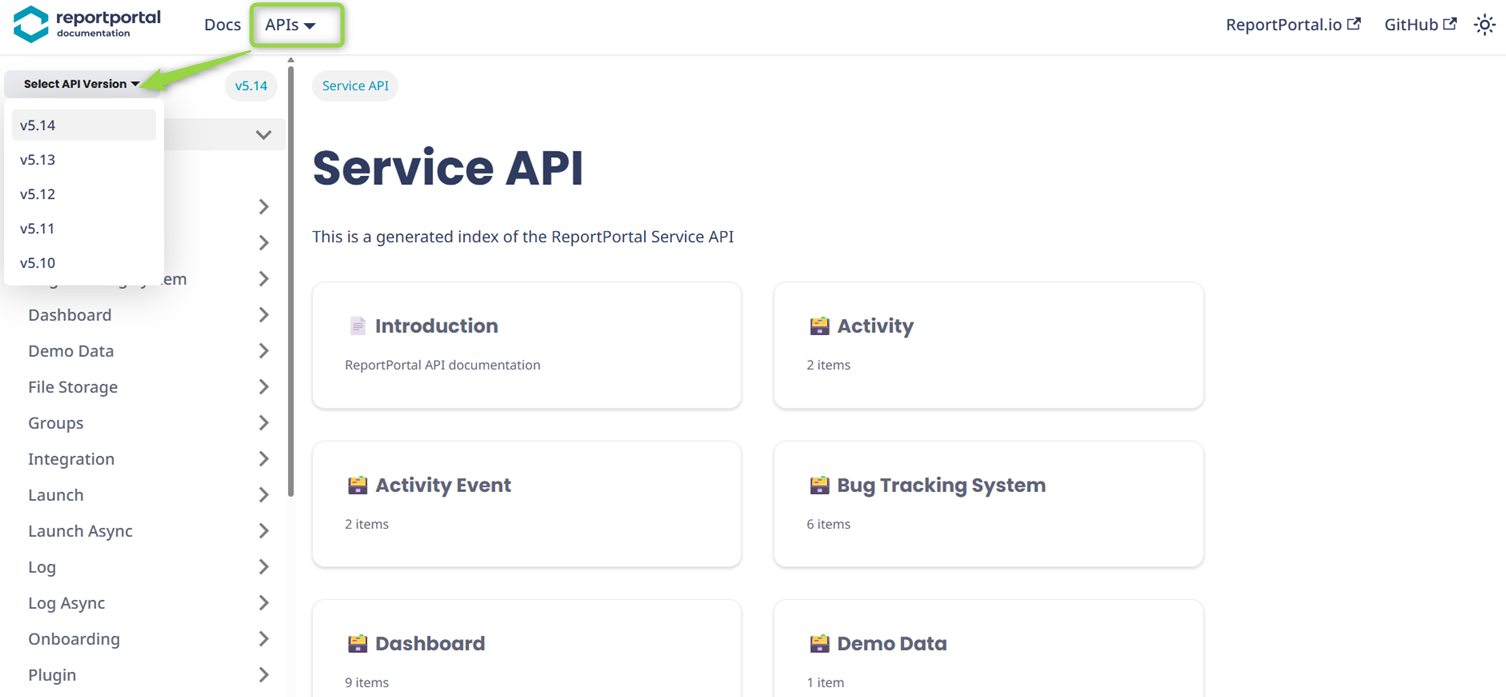 reportportal
documentation
Docs
APIs
ReportPortal.io
GitHub
Select API Version
v5.14
v5.14
v5.13
v5.12
v5.11
v5.10
Dashboard
Demo Data
File Storage
Groups
Integration
Launch
Launch Async
Log
Log Async
Onboarding
Plugin
Service API
Service API
This is a generated index of the ReportPortal Service API
Introduction
ReportPortal API documentation
Activity
2 items
Activity Event
2 items
Bug Tracking System
6 items
Dashboard
9 items
Demo Data
1 item